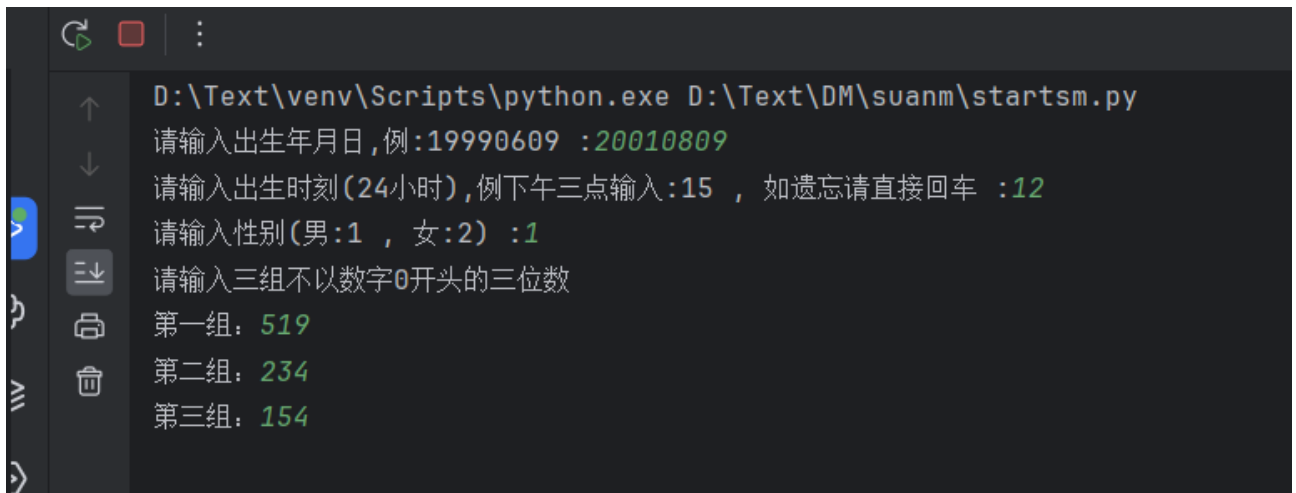 D:\Text\venv\Scripts\python.exe D:\Text\DM\suanm\startsm.py
请输入出生年月日,例:19990609 :20010809
请输入出生时刻(24小时),例下午三点输入:15 , 如遗忘请直接回车 :12
请输入性别(男:1 , 女:2) :1
请输入三组不以数字0开头的三位数
第一组: 519
第二组: 234
第三组: 154